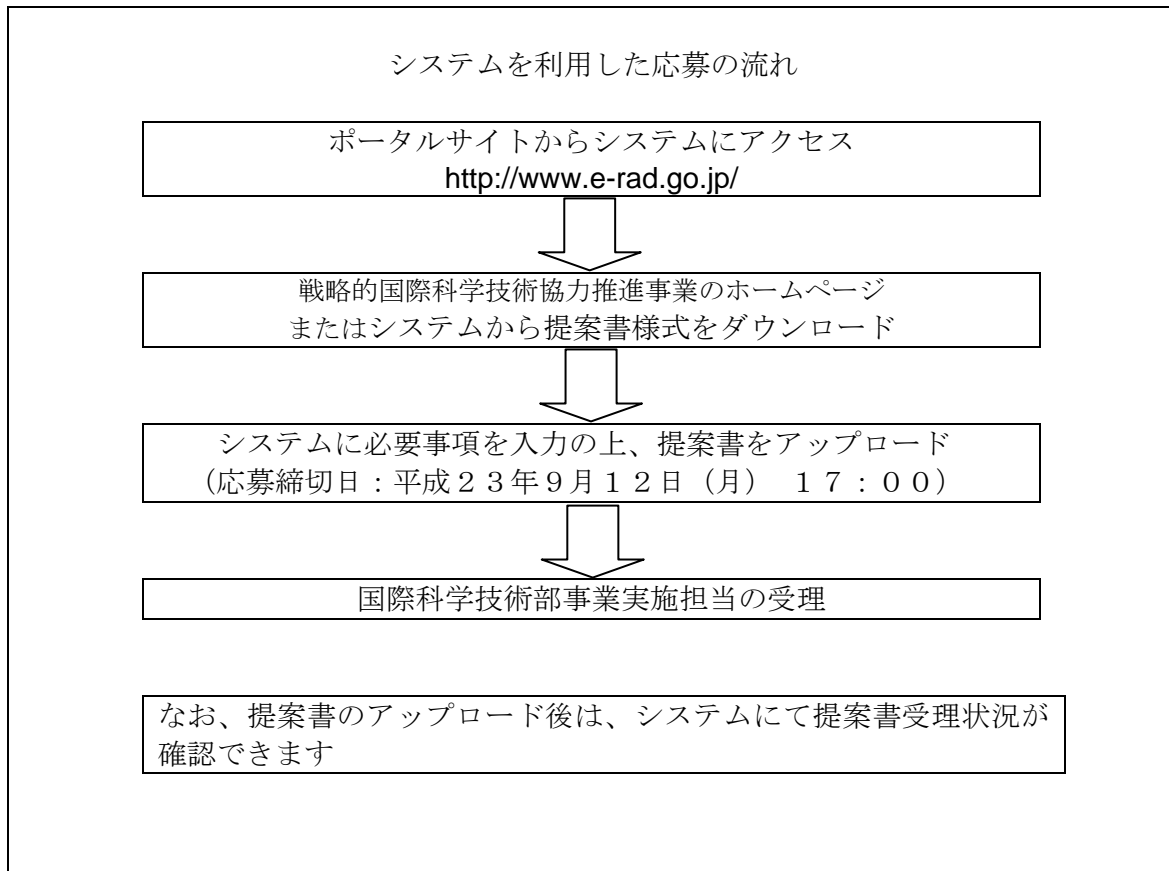 システムを利用した応募の流れ
ポータルサイトからシステムにアクセス
http://www.e-rad.go.jp/
戦略的国際科学技術協力推進事業のホームページ
またはシステムから提案書様式をダウンロード
システムに必要事項を入力の上、提案書をアップロード
（応募締切日：平成２３年９月１２日（月）　１７：００）
国際科学技術部事業実施担当の受理
なお、提案書のアップロード後は、システムにて提案書受理状況が
確認できます